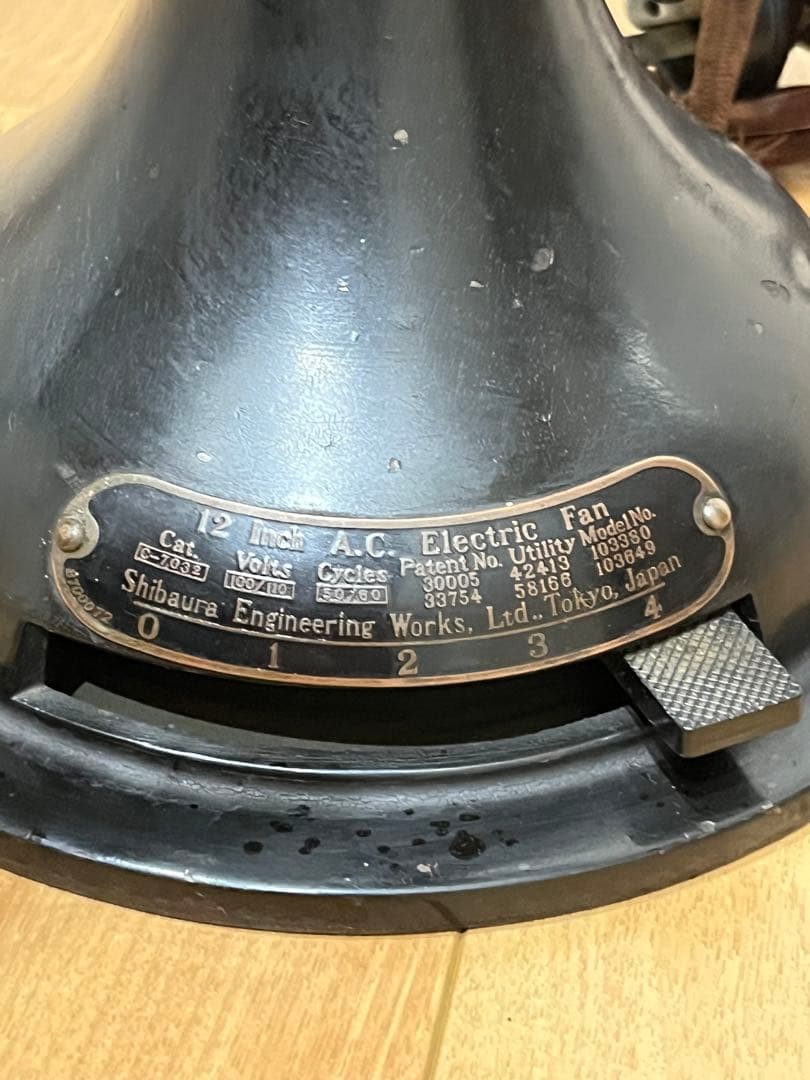 12 Inch A.C. Electric Fan
Cat. Volts Cycles Patent No. Utility Model No.
C-7032 100/110 50/60 30005 42413 103380
33754 58166 103649
Shibaura Engineering Works, Ltd., Tokyo, Japan
0 1 2 3 4